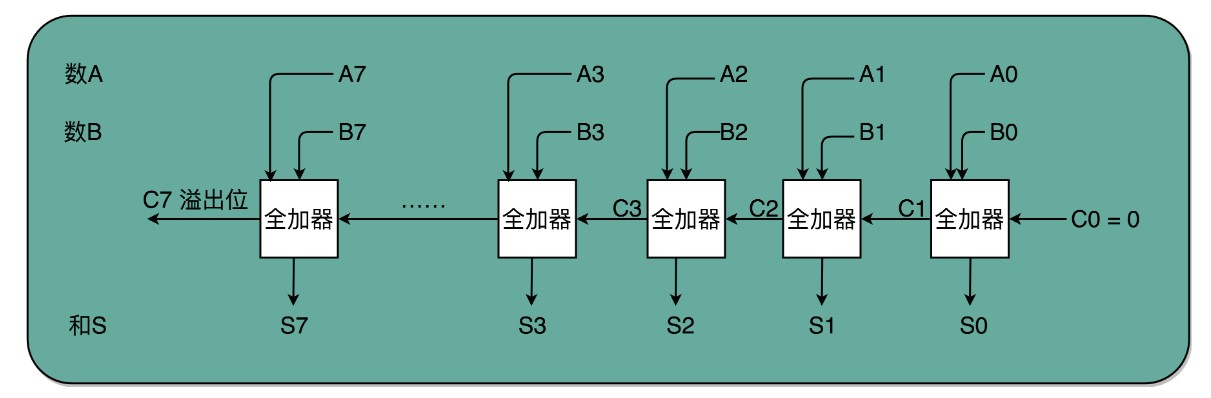 数A A7 A3 A2 A1 A0
数B B7 B3 B2 B1 B0
C7 溢出位 …… C3 C2 C1
全加器 全加器 全加器 全加器 全加器 C0 = 0
和S S7 S3 S2 S1 S0